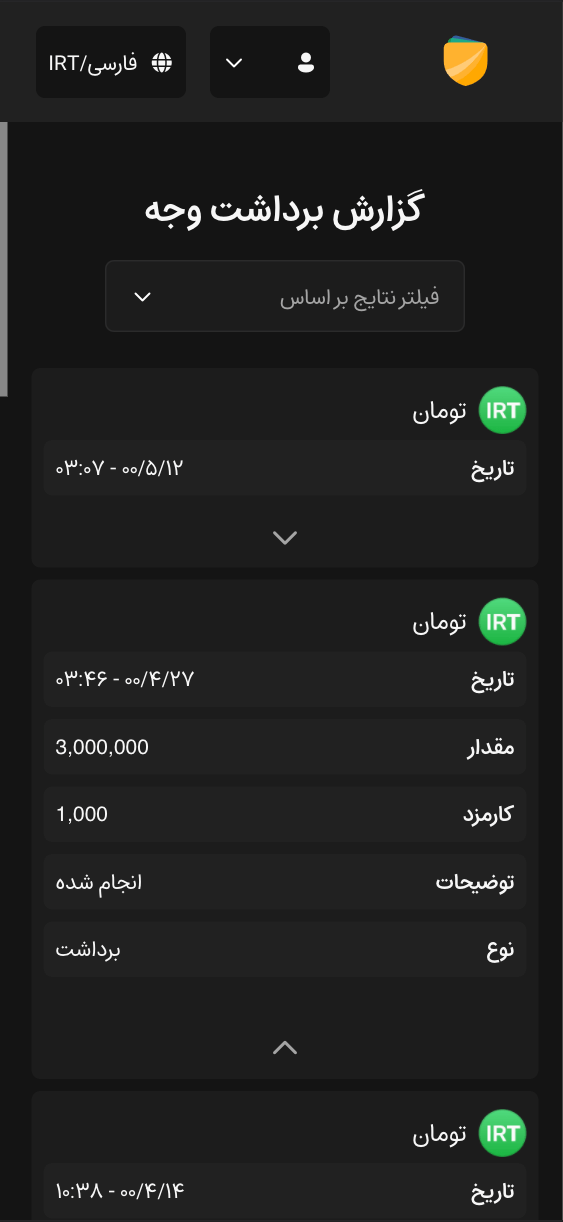 فارسی/IRT
گزارش برداشت وجه
فیلتر نتایج بر اساس
IRT تومان
تاریخ ۰۰/۵/۱۲ - ۰۳:۰۷
IRT تومان
تاریخ ۰۰/۴/۲۷ - ۰۳:۴۶
مقدار 3,000,000
کارمزد 1,000
توضیحات انجام شده
نوع برداشت
IRT تومان
تاریخ ۰۰/۴/۱۴ - ۱۰:۳۸